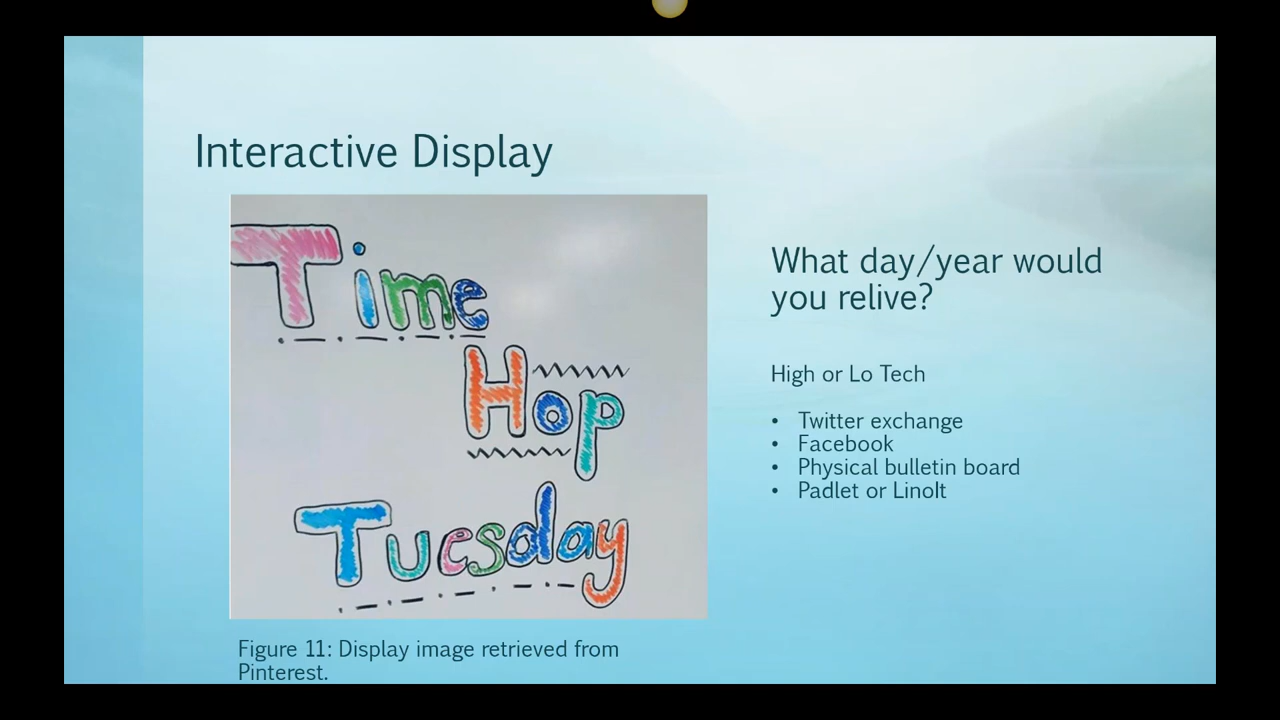 Interactive Display
Time
Hop
Tuesday
What day/year would
you relive?
High or Lo Tech
• Twitter exchange
• Facebook
• Physical bulletin board
• Padlet or LinoIt
Figure 11: Display image retrieved from
Pinterest.